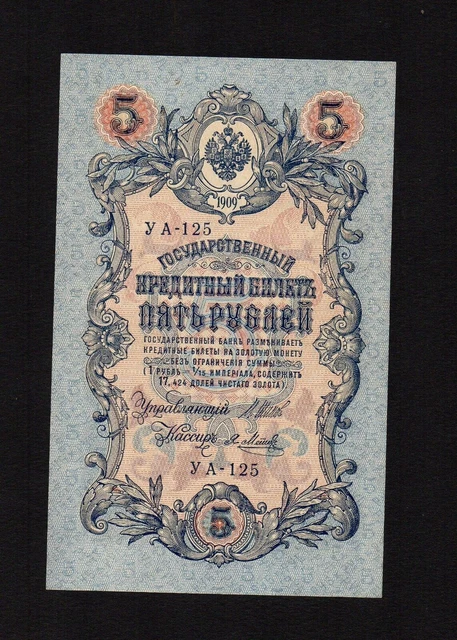 5 5
1909
УА-125
ГОСУДАРСТВЕННЫЙ
КРЕДИТНЫЙ БИЛЕТЪ
ПЯТЬ РУБЛЕЙ
ГОСУДАРСТВЕННЫЙ БАНКЪ РАЗМѢНИВАЕТЪ
КРЕДИТНЫЕ БИЛЕТЫ НА ЗОЛОТУЮ МОНЕТУ
БЕЗЪ ОГРАНИЧЕНІЯ СУММЫ
(1 РУБЛЬ = 1/15 ИМПЕРІАЛА, СОДЕРЖИТЪ
17,424 ДОЛЕЙ ЧИСТАГО ЗОЛОТА).
Управляющій
Кассиръ
УА-125
5